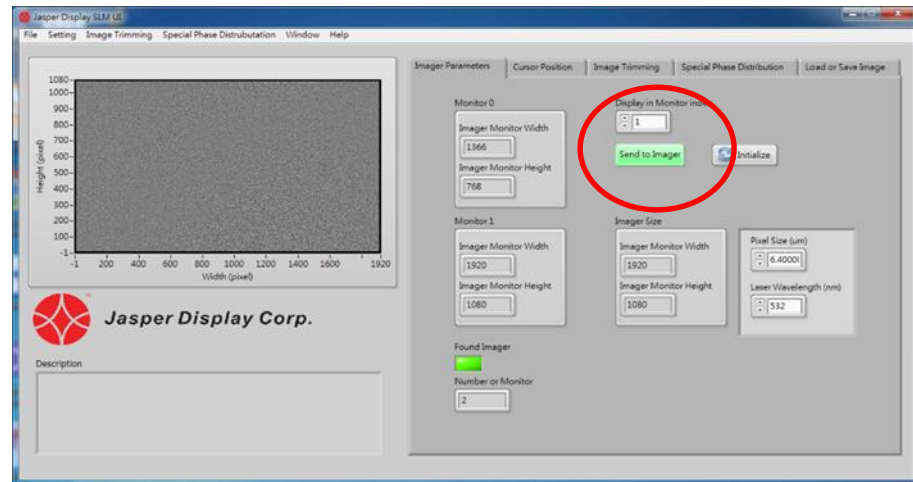 Jasper Display SLM UI
File Setting Image Trimming Special Phase Distrubutation Window Help
1080
1000
900
800
700
600
500
400
300
200
100
-1
Height (pixel)
-1 200 400 600 800 1000 1200 1400 1600 1920
Width (pixel)
Jasper Display Corp.
Description
Imager Parameters Cursor Position Image Trimming Special Phase Distribution Load or Save Image
Monitor 0
Imager Monitor Width
1366
Imager Monitor Height
768
Display in Monitor index
1
Send to Imager Initialize
Monitor 1
Imager Monitor Width
1920
Imager Monitor Height
1080
Imager Size
Imager Monitor Width
1920
Imager Monitor Height
1080
Pixel Size (um)
6.4000
Laser Wavelength (nm)
532
Found Imager
Number or Monitor
2